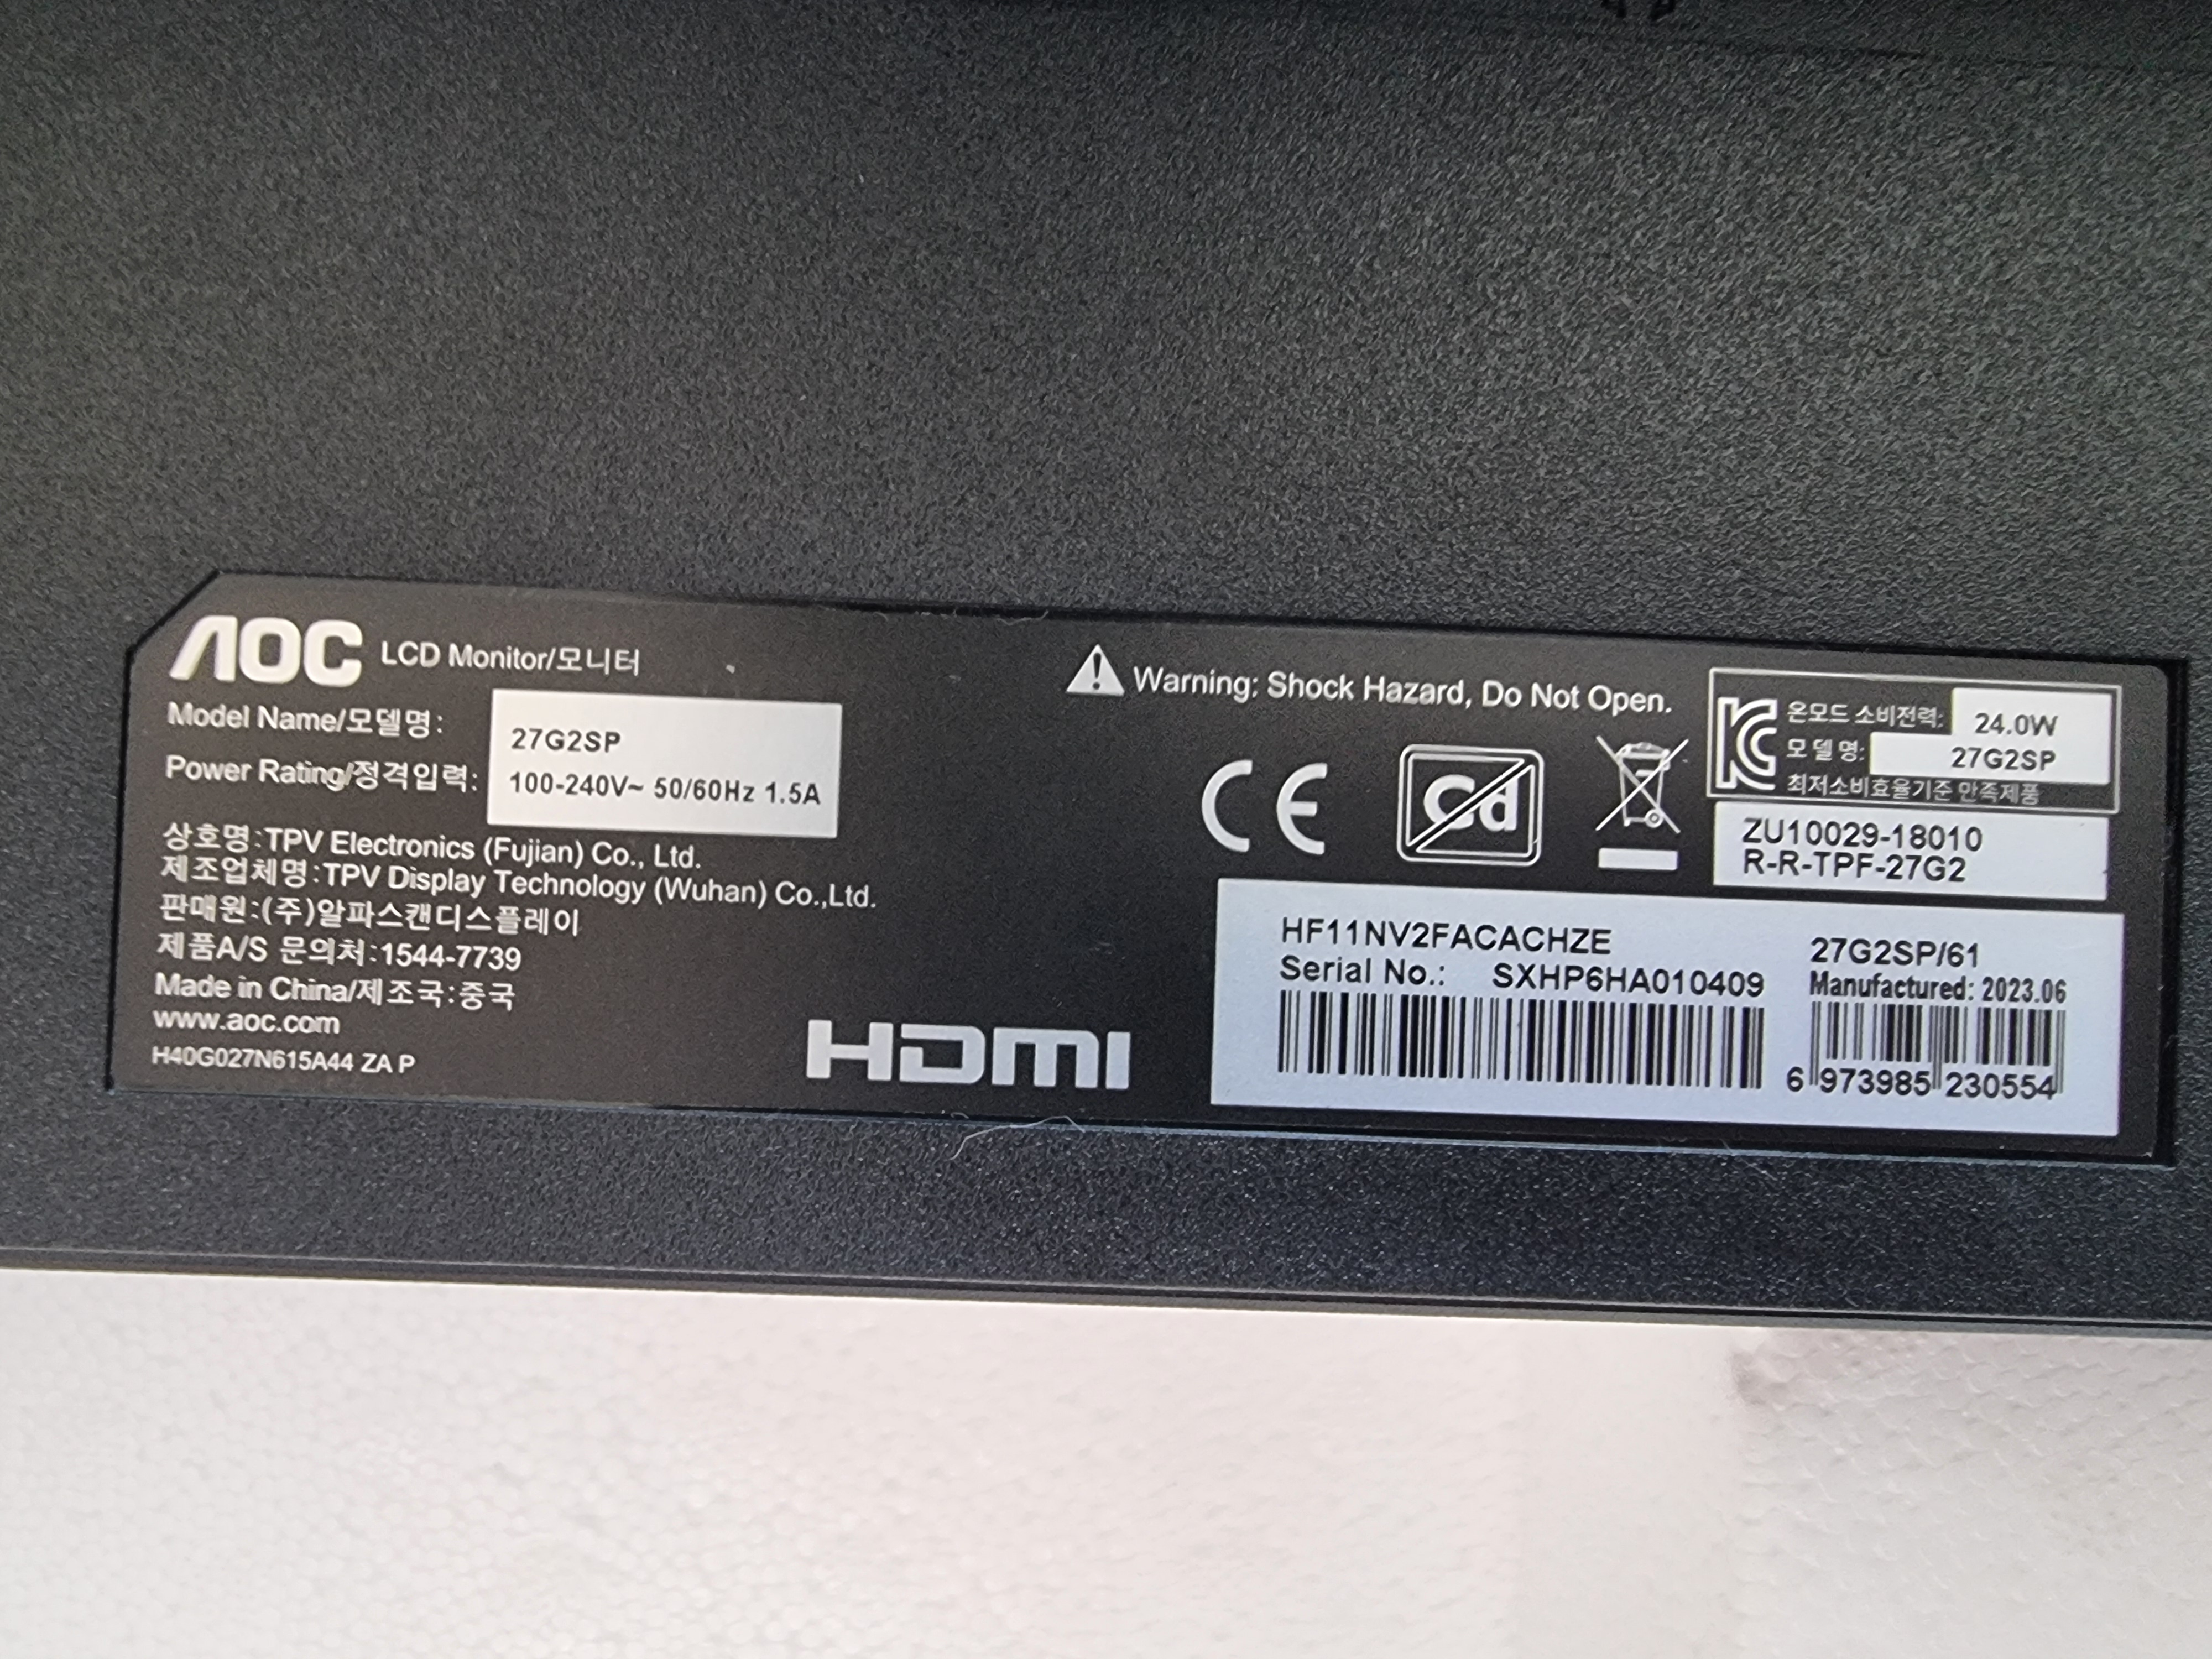 AOC LCD Monitor/모니터
Model Name/모델명: 27G2SP
Power Rating/정격입력: 100-240V~ 50/60Hz 1.5A
상호명:TPV Electronics (Fujian) Co., Ltd.
제조업체명:TPV Display Technology (Wuhan) Co.,Ltd.
판매원:(주)알파스캔디스플레이
제품A/S 문의처:1544-7739
Made in China/제조국:중국
www.aoc.com
H40G027N615A44 ZA P
HDMI
Warning: Shock Hazard, Do Not Open.
CE
Cd
KC
온모드 소비전력: 24.0W
모델명: 27G2SP
최저소비효율기준 만족제품
ZU10029-18010
R-R-TPF-27G2
HF11NV2FACACHZE
Serial No.: SXHP6HA010409
27G2SP/61
Manufactured: 2023.06
6 973985 230554